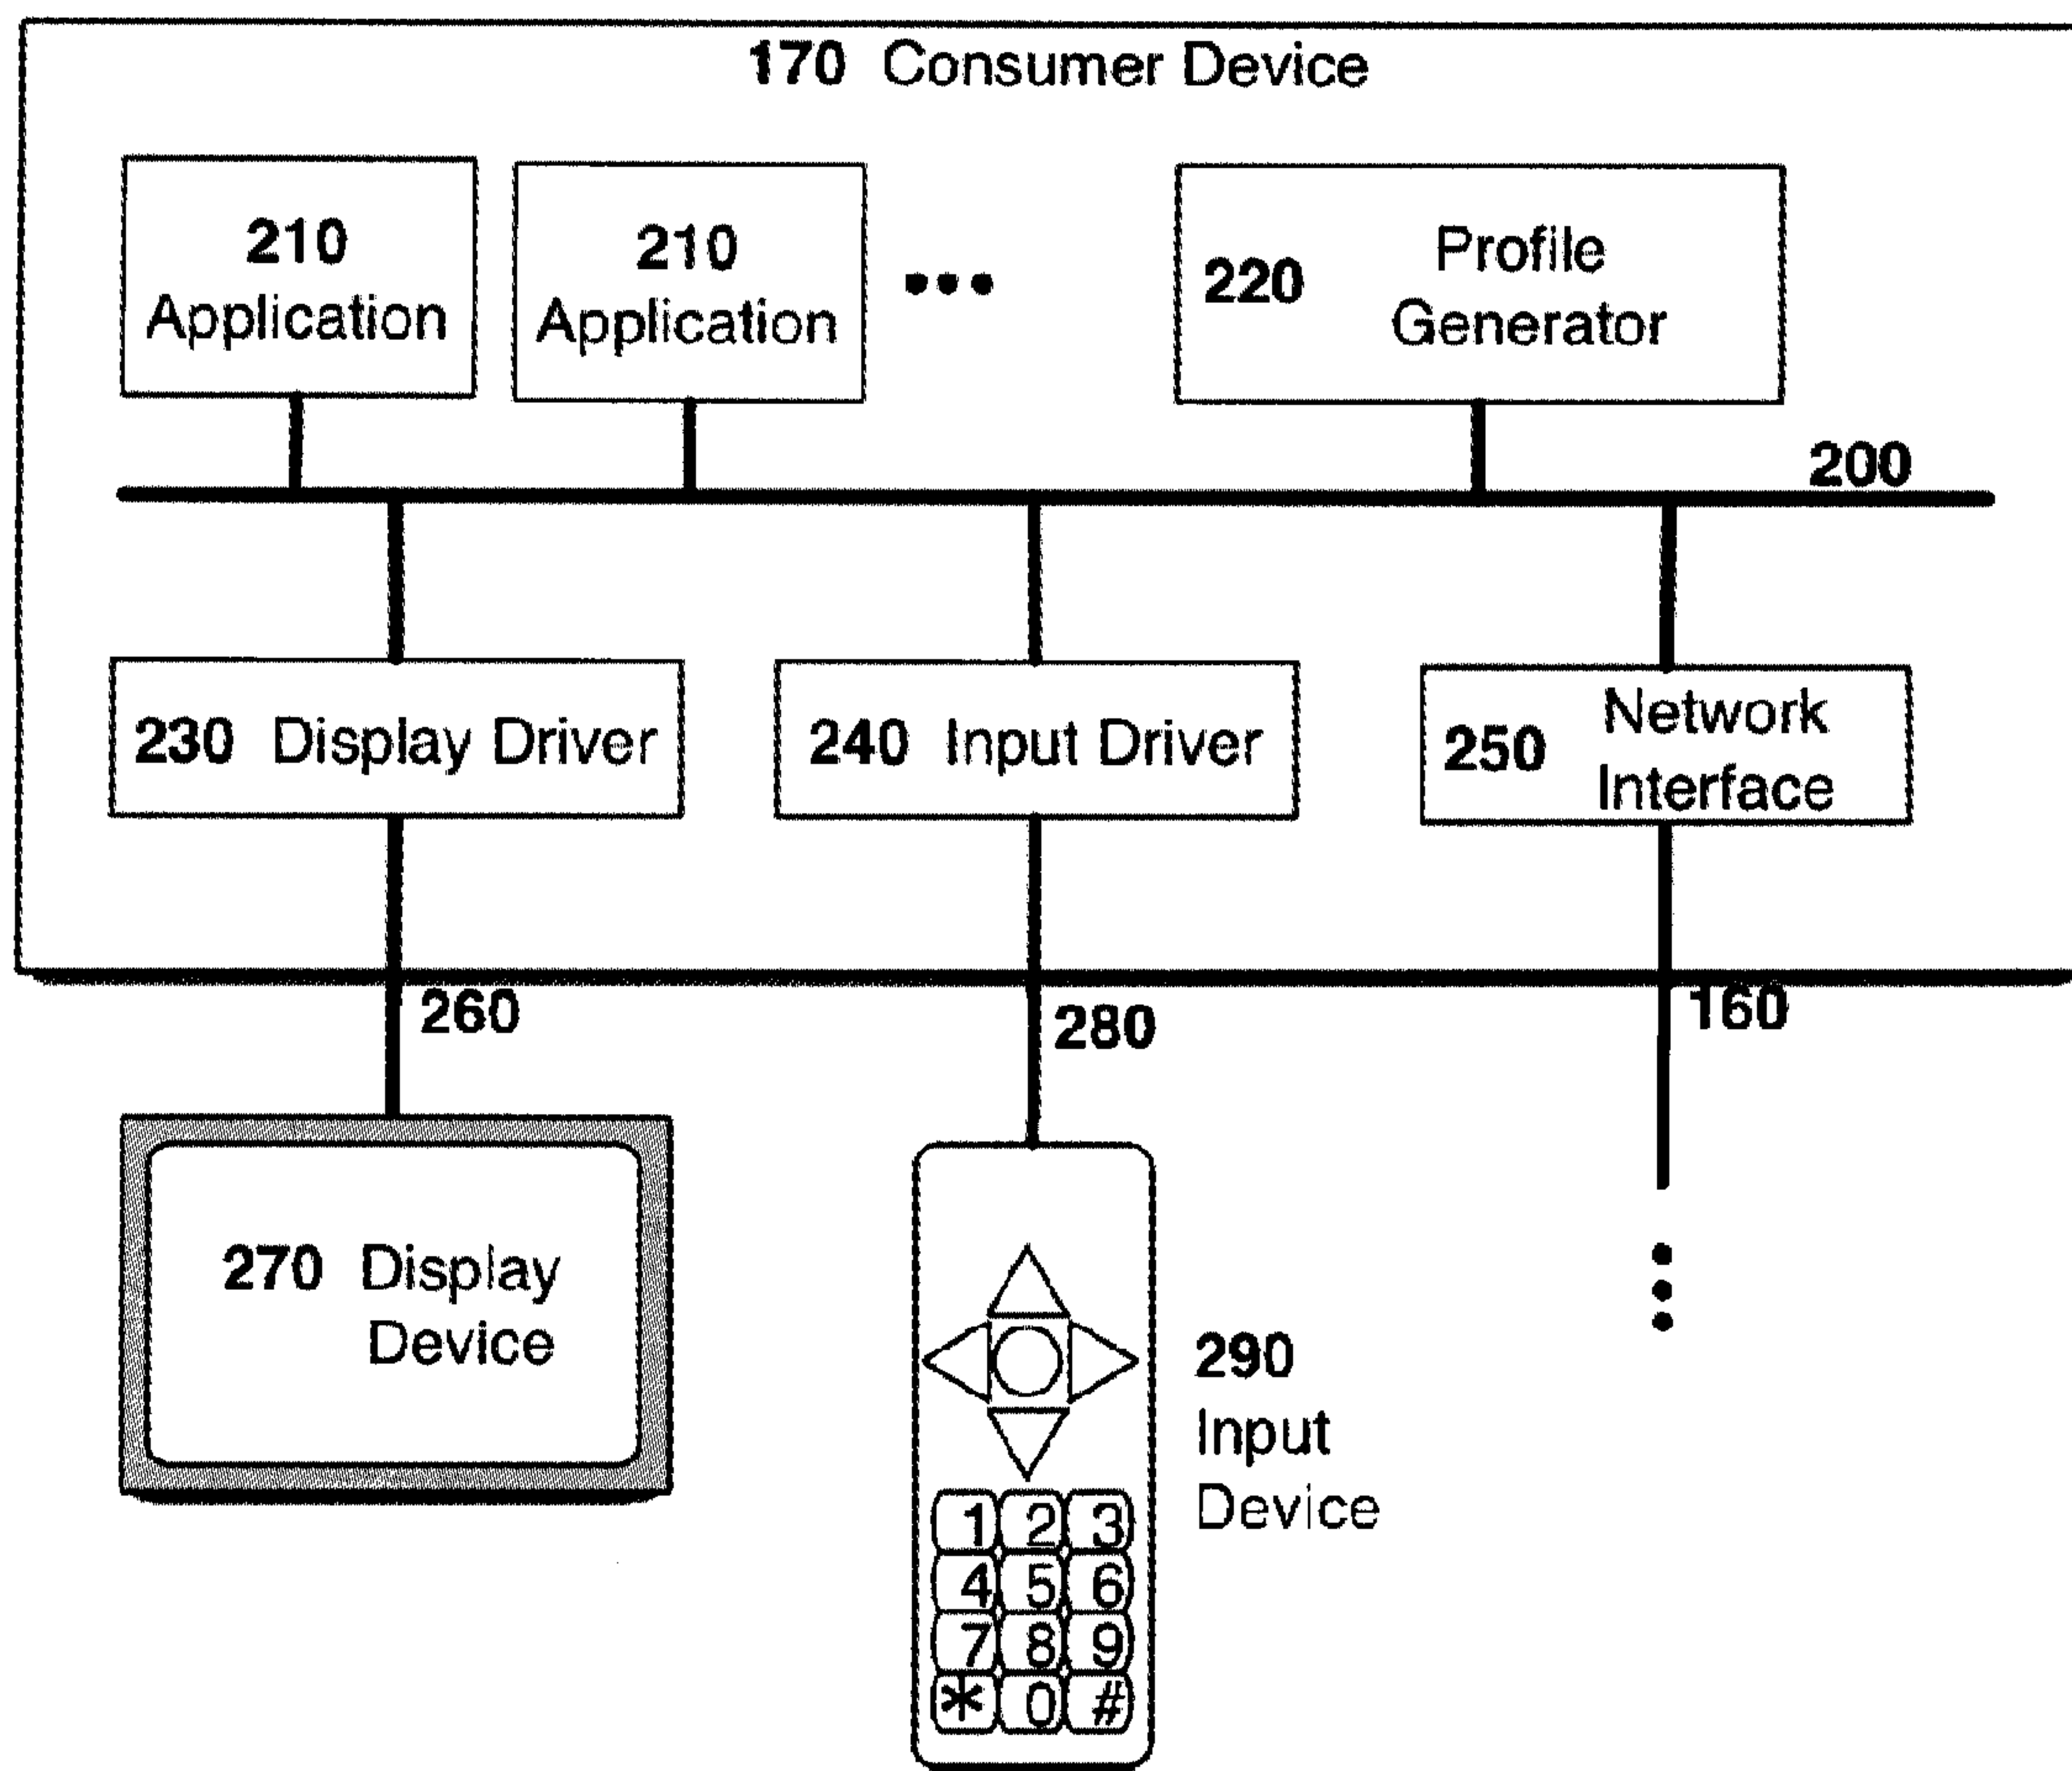 170 Consumer Device
210
Application
210
Application
220 Profile
Generator
200
230 Display Driver
240 Input Driver
250 Network
Interface
260
280
160
270 Display
Device
290
Input
Device
1 2 3
4 5 6
7 8 9
* 0 #